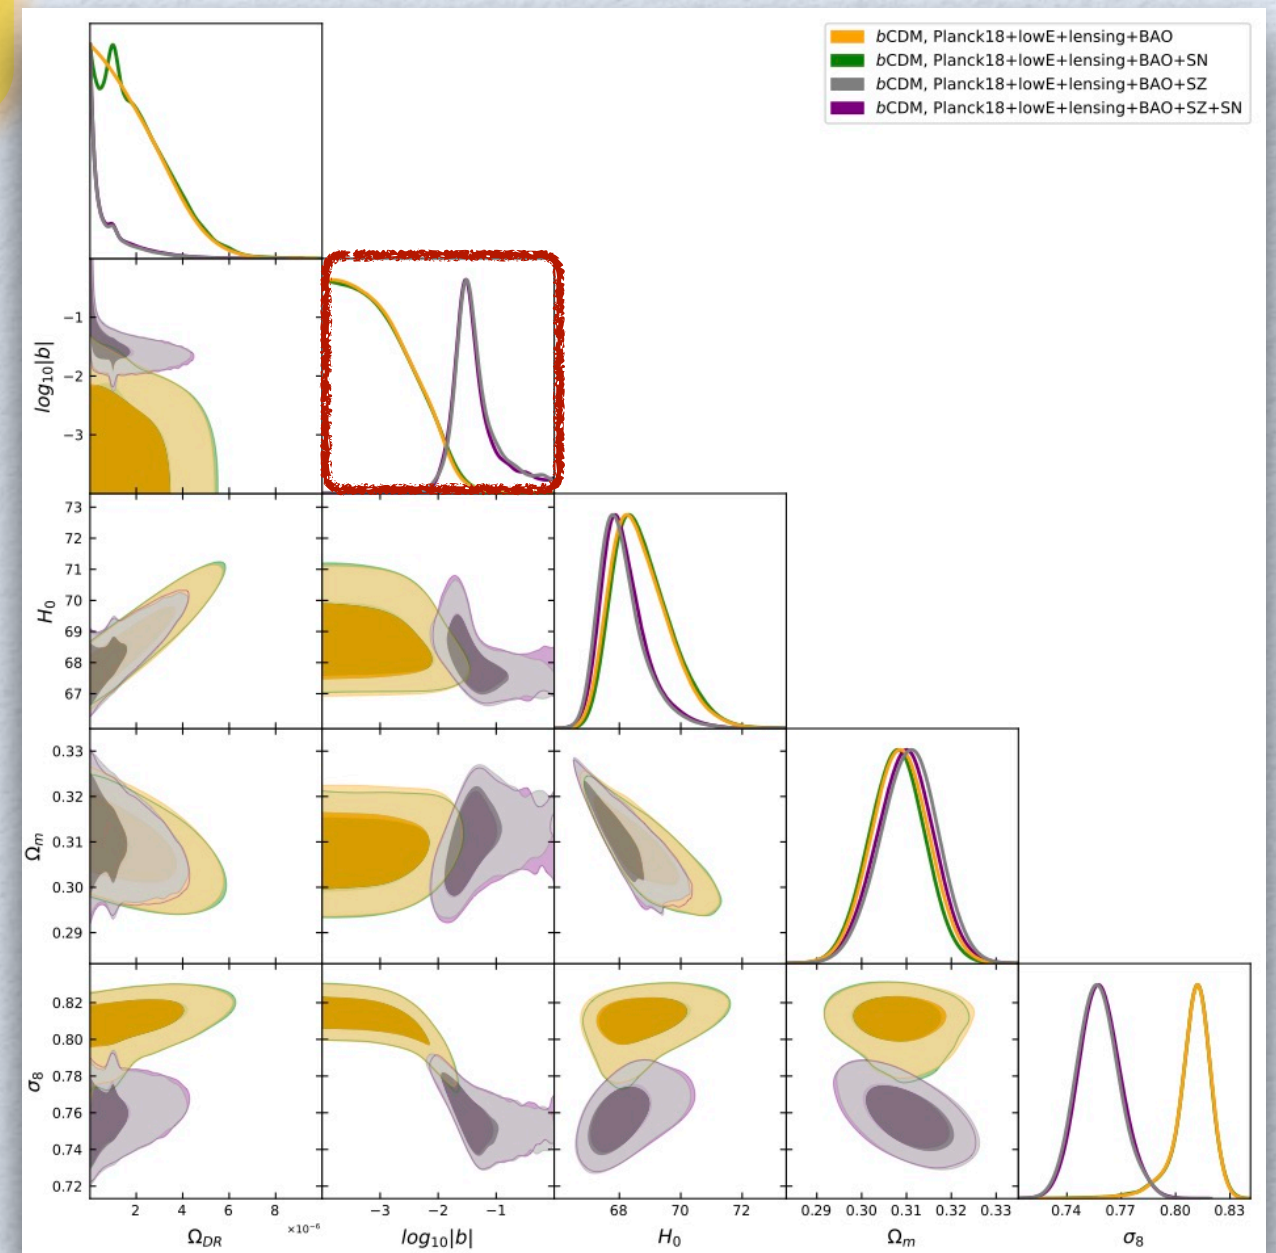 bCDM, Planck18+lowE+lensing+BAO
bCDM, Planck18+lowE+lensing+BAO+SN
bCDM, Planck18+lowE+lensing+BAO+SZ
bCDM, Planck18+lowE+lensing+BAO+SZ+SN
−1
−2
−3
log₁₀|b|
73
72
71
70
69
68
67
H₀
0.33
0.32
0.31
0.30
0.29
Ωₘ
0.82
0.80
0.78
0.76
0.74
0.72
σ₈
2 4 6 8 −3 −2 −1 68 70 72 0.29 0.30 0.31 0.32 0.33 0.74 0.77 0.80 0.83
×10⁻⁶
Ω_DR log₁₀|b| H₀ Ωₘ σ₈